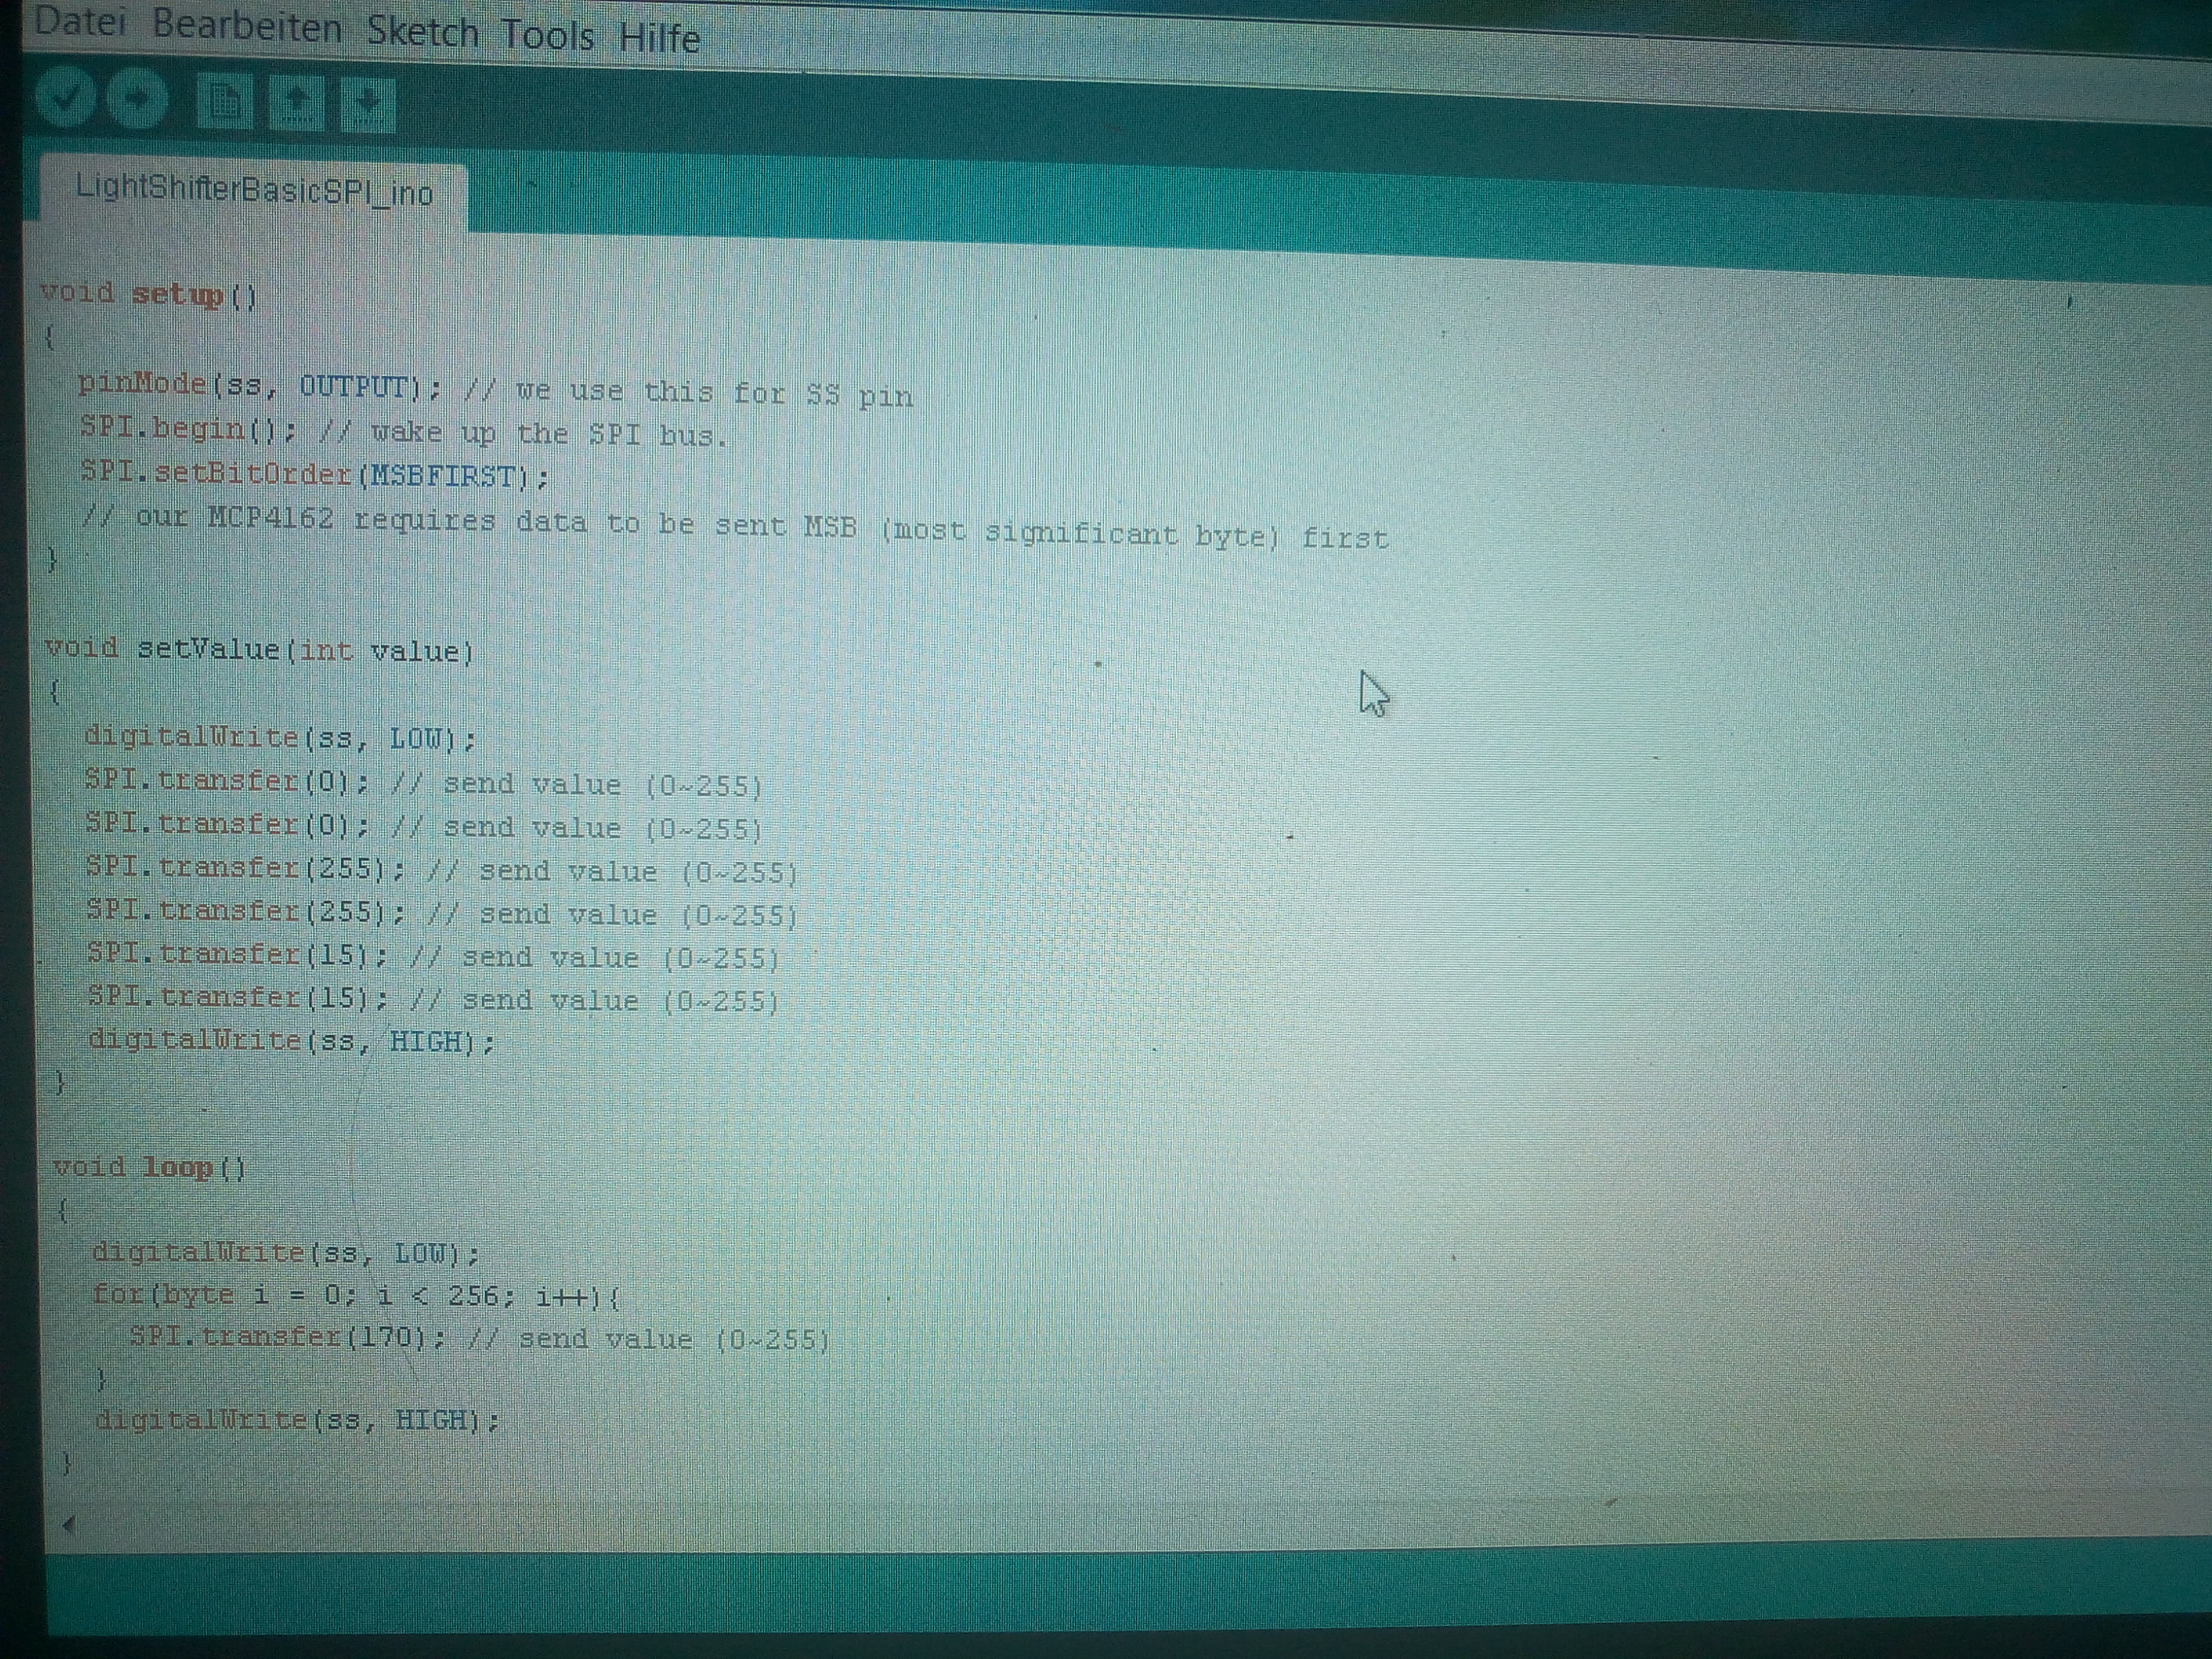 Datei Bearbeiten Sketch Tools Hilfe
LightShifterBasicSPI_ino
void setup()
{
  pinMode(ss, OUTPUT); // we use this for SS pin
  SPI.begin(); // wake up the SPI bus.
  SPI.setBitOrder(MSBFIRST);
  // our MCP4162 requires data to be sent MSB (most significant byte) first
}
void setValue(int value)
{
  digitalWrite(ss, LOW);
  SPI.transfer(0); // send value (0~255)
  SPI.transfer(0); // send value (0~255)
  SPI.transfer(255); // send value (0~255)
  SPI.transfer(255); // send value (0~255)
  SPI.transfer(15); // send value (0~255)
  SPI.transfer(15); // send value (0~255)
  digitalWrite(ss, HIGH);
}
void loop()
{
  digitalWrite(ss, LOW);
  for(byte i = 0; i < 256; i++){
    SPI.transfer(170); // send value (0~255)
  }
  digitalWrite(ss, HIGH);
}